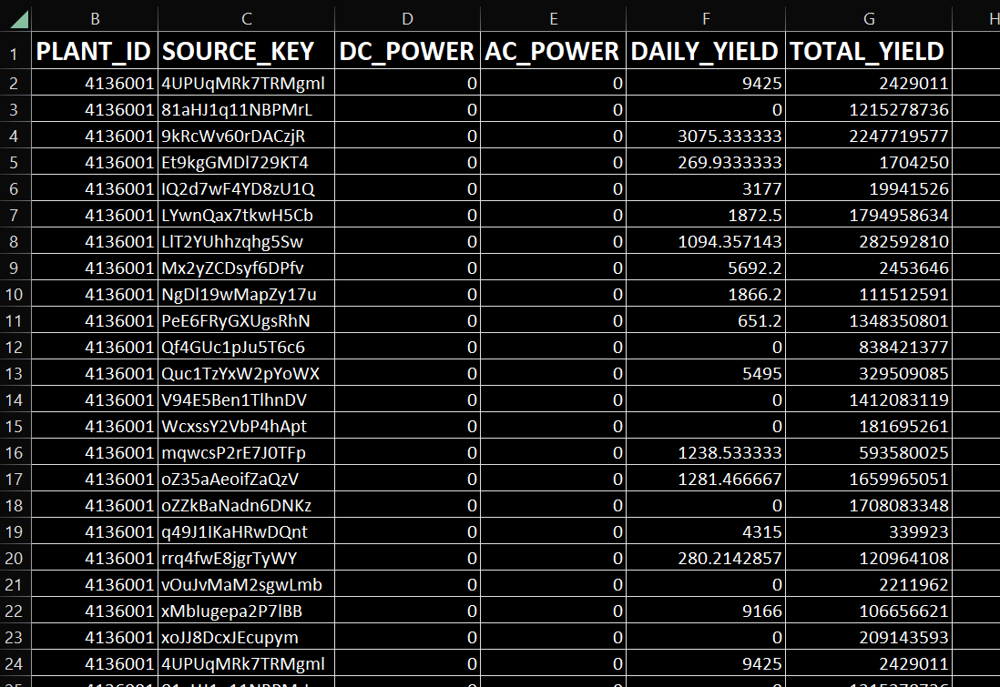 B C D E F G H
1 PLANT_ID SOURCE_KEY DC_POWER AC_POWER DAILY_YIELD TOTAL_YIELD
2 4136001 4UPUqMRk7TRMgml 0 0 9425 2429011
3 4136001 81aHJ1q11NBPMrL 0 0 0 1215278736
4 4136001 9kRcWv60rDACzjR 0 0 3075.333333 2247719577
5 4136001 Et9kgGMDl729KT4 0 0 269.9333333 1704250
6 4136001 IQ2d7wF4YD8zU1Q 0 0 3177 19941526
7 4136001 LYwnQax7tkwH5Cb 0 0 1872.5 1794958634
8 4136001 LlT2YUhhzqhg5Sw 0 0 1094.357143 282592810
9 4136001 Mx2yZCDsyf6DPfv 0 0 5692.2 2453646
10 4136001 NgDl19wMapZy17u 0 0 1866.2 111512591
11 4136001 PeE6FRyGXUgsRhN 0 0 651.2 1348350801
12 4136001 Qf4GUc1pJu5T6c6 0 0 0 838421377
13 4136001 Quc1TzYxW2pYoWX 0 0 5495 329509085
14 4136001 V94E5Ben1TlhnDV 0 0 0 1412083119
15 4136001 WcxssY2VbP4hApt 0 0 0 181695261
16 4136001 mqwcsP2rE7J0TFp 0 0 1238.533333 593580025
17 4136001 oZ35aAeoifZaQzV 0 0 1281.466667 1659965051
18 4136001 oZZkBaNadn6DNKz 0 0 0 1708083348
19 4136001 q49J1IKaHRwDQnt 0 0 4315 339923
20 4136001 rrq4fwE8jgrTyWY 0 0 280.2142857 120964108
21 4136001 vOuJvMaM2sgwLmb 0 0 0 2211962
22 4136001 xMbIugepa2P7lBB 0 0 9166 106656621
23 4136001 xoJJ8DcxJEcupym 0 0 0 209143593
24 4136001 4UPUqMRk7TRMgml 0 0 9425 2429011